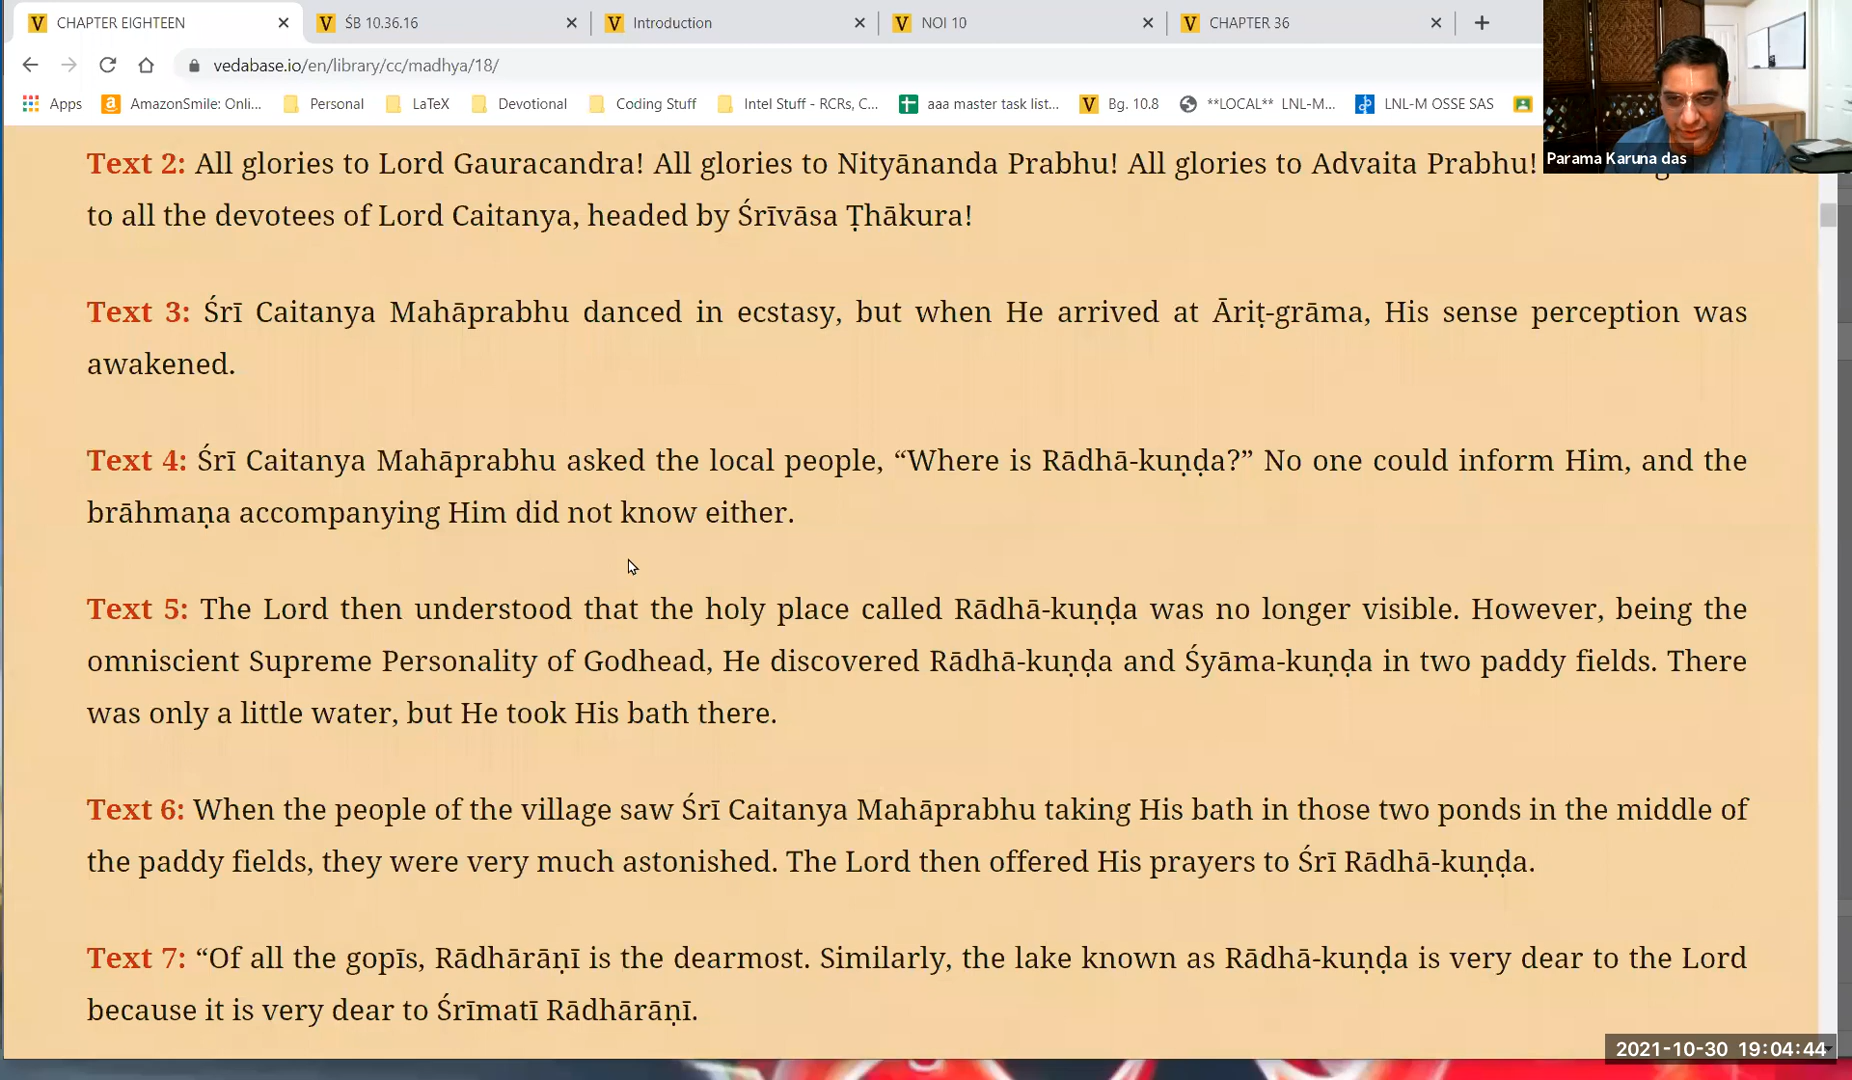 CHAPTER EIGHTEEN
ŚB 10.36.16
Introduction
NOI 10
CHAPTER 36
vedabase.io/en/library/cc/madhya/18/
Apps
AmazonSmile: Onli...
Personal
LaTeX
Devotional
Coding Stuff
Intel Stuff - RCRs, C...
aaa master task list...
Bg. 10.8
**LOCAL** LNL-M...
LNL-M OSSE SAS
Parama Karuna das
Text 2: All glories to Lord Gauracandra! All glories to Nityānanda Prabhu! All glories to Advaita Prabhu!
to all the devotees of Lord Caitanya, headed by Śrīvāsa Ṭhākura!
Text 3: Śrī Caitanya Mahāprabhu danced in ecstasy, but when He arrived at Āriṭ-grāma, His sense perception was
awakened.
Text 4: Śrī Caitanya Mahāprabhu asked the local people, “Where is Rādhā-kuṇḍa?” No one could inform Him, and the
brāhmaṇa accompanying Him did not know either.
Text 5: The Lord then understood that the holy place called Rādhā-kuṇḍa was no longer visible. However, being the
omniscient Supreme Personality of Godhead, He discovered Rādhā-kuṇḍa and Śyāma-kuṇḍa in two paddy fields. There
was only a little water, but He took His bath there.
Text 6: When the people of the village saw Śrī Caitanya Mahāprabhu taking His bath in those two ponds in the middle of
the paddy fields, they were very much astonished. The Lord then offered His prayers to Śrī Rādhā-kuṇḍa.
Text 7: “Of all the gopīs, Rādhārāṇī is the dearmost. Similarly, the lake known as Rādhā-kuṇḍa is very dear to the Lord
because it is very dear to Śrīmatī Rādhārāṇī.
2021-10-30 19:04:44